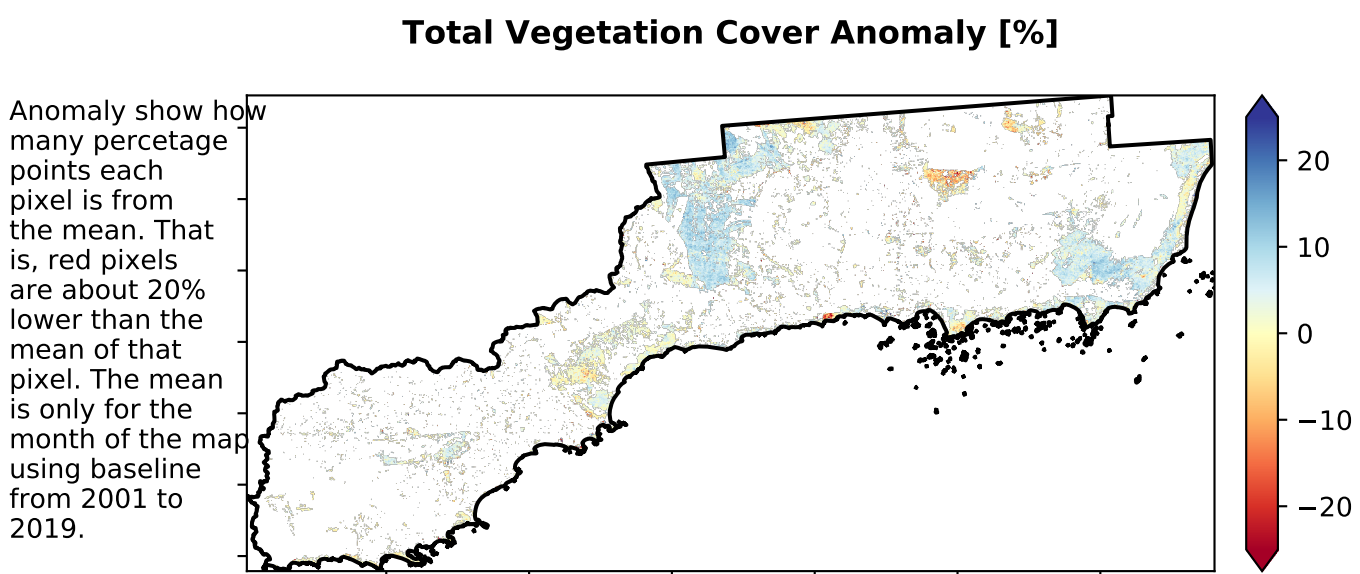 Total Vegetation Cover Anomaly [%]
Anomaly show how
many percetage
points each
pixel is from
the mean. That
is, red pixels
are about 20%
lower than the
mean of that
pixel. The mean
is only for the
month of the map
using baseline
from 2001 to
2019.
20
10
0
−10
−20